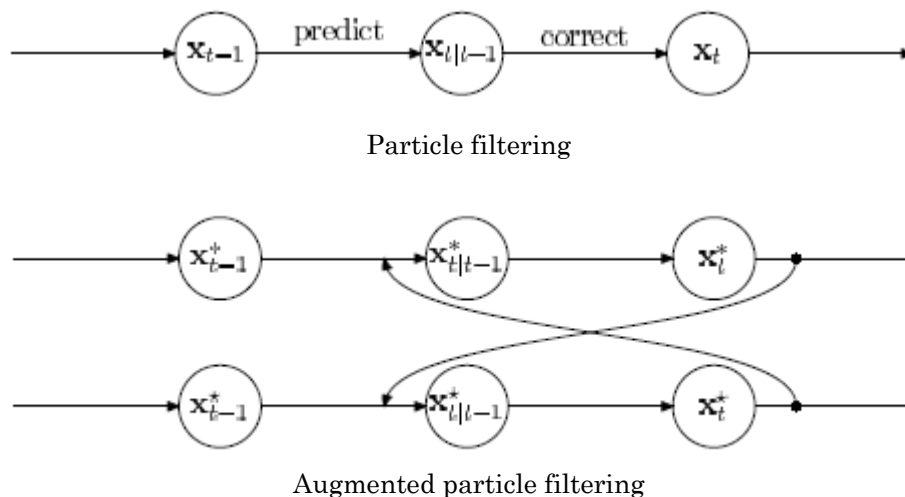 x_{t-1} predict x_{t|t-1} correct x_t
Particle filtering
x^*_{t-1} x^*_{t|t-1} x^*_t
x^⋆_{t-1} x^⋆_{t|t-1} x^⋆_t
Augmented particle filtering